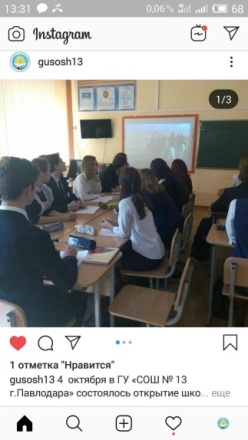 13:31 0,06 % 68
Instagram
gusosh13
1/3
1 отметка "Нравится"
gusosh13 4 октября в ГУ «СОШ № 13
г.Павлодара» состоялось открытие шко... еще